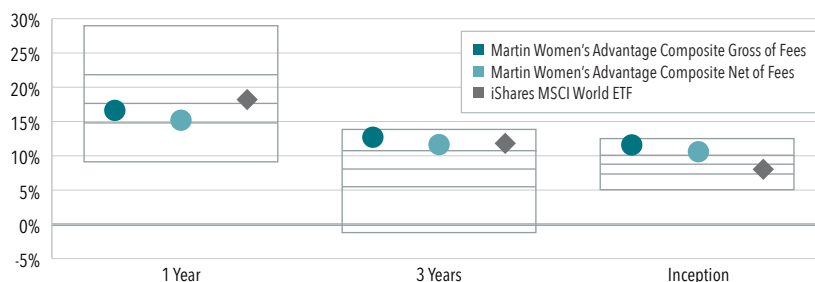 30%
25%
20%
15%
10%
5%
0%
-5%
Martin Women's Advantage Composite Gross of Fees
Martin Women's Advantage Composite Net of Fees
iShares MSCI World ETF
1 Year
3 Years
Inception